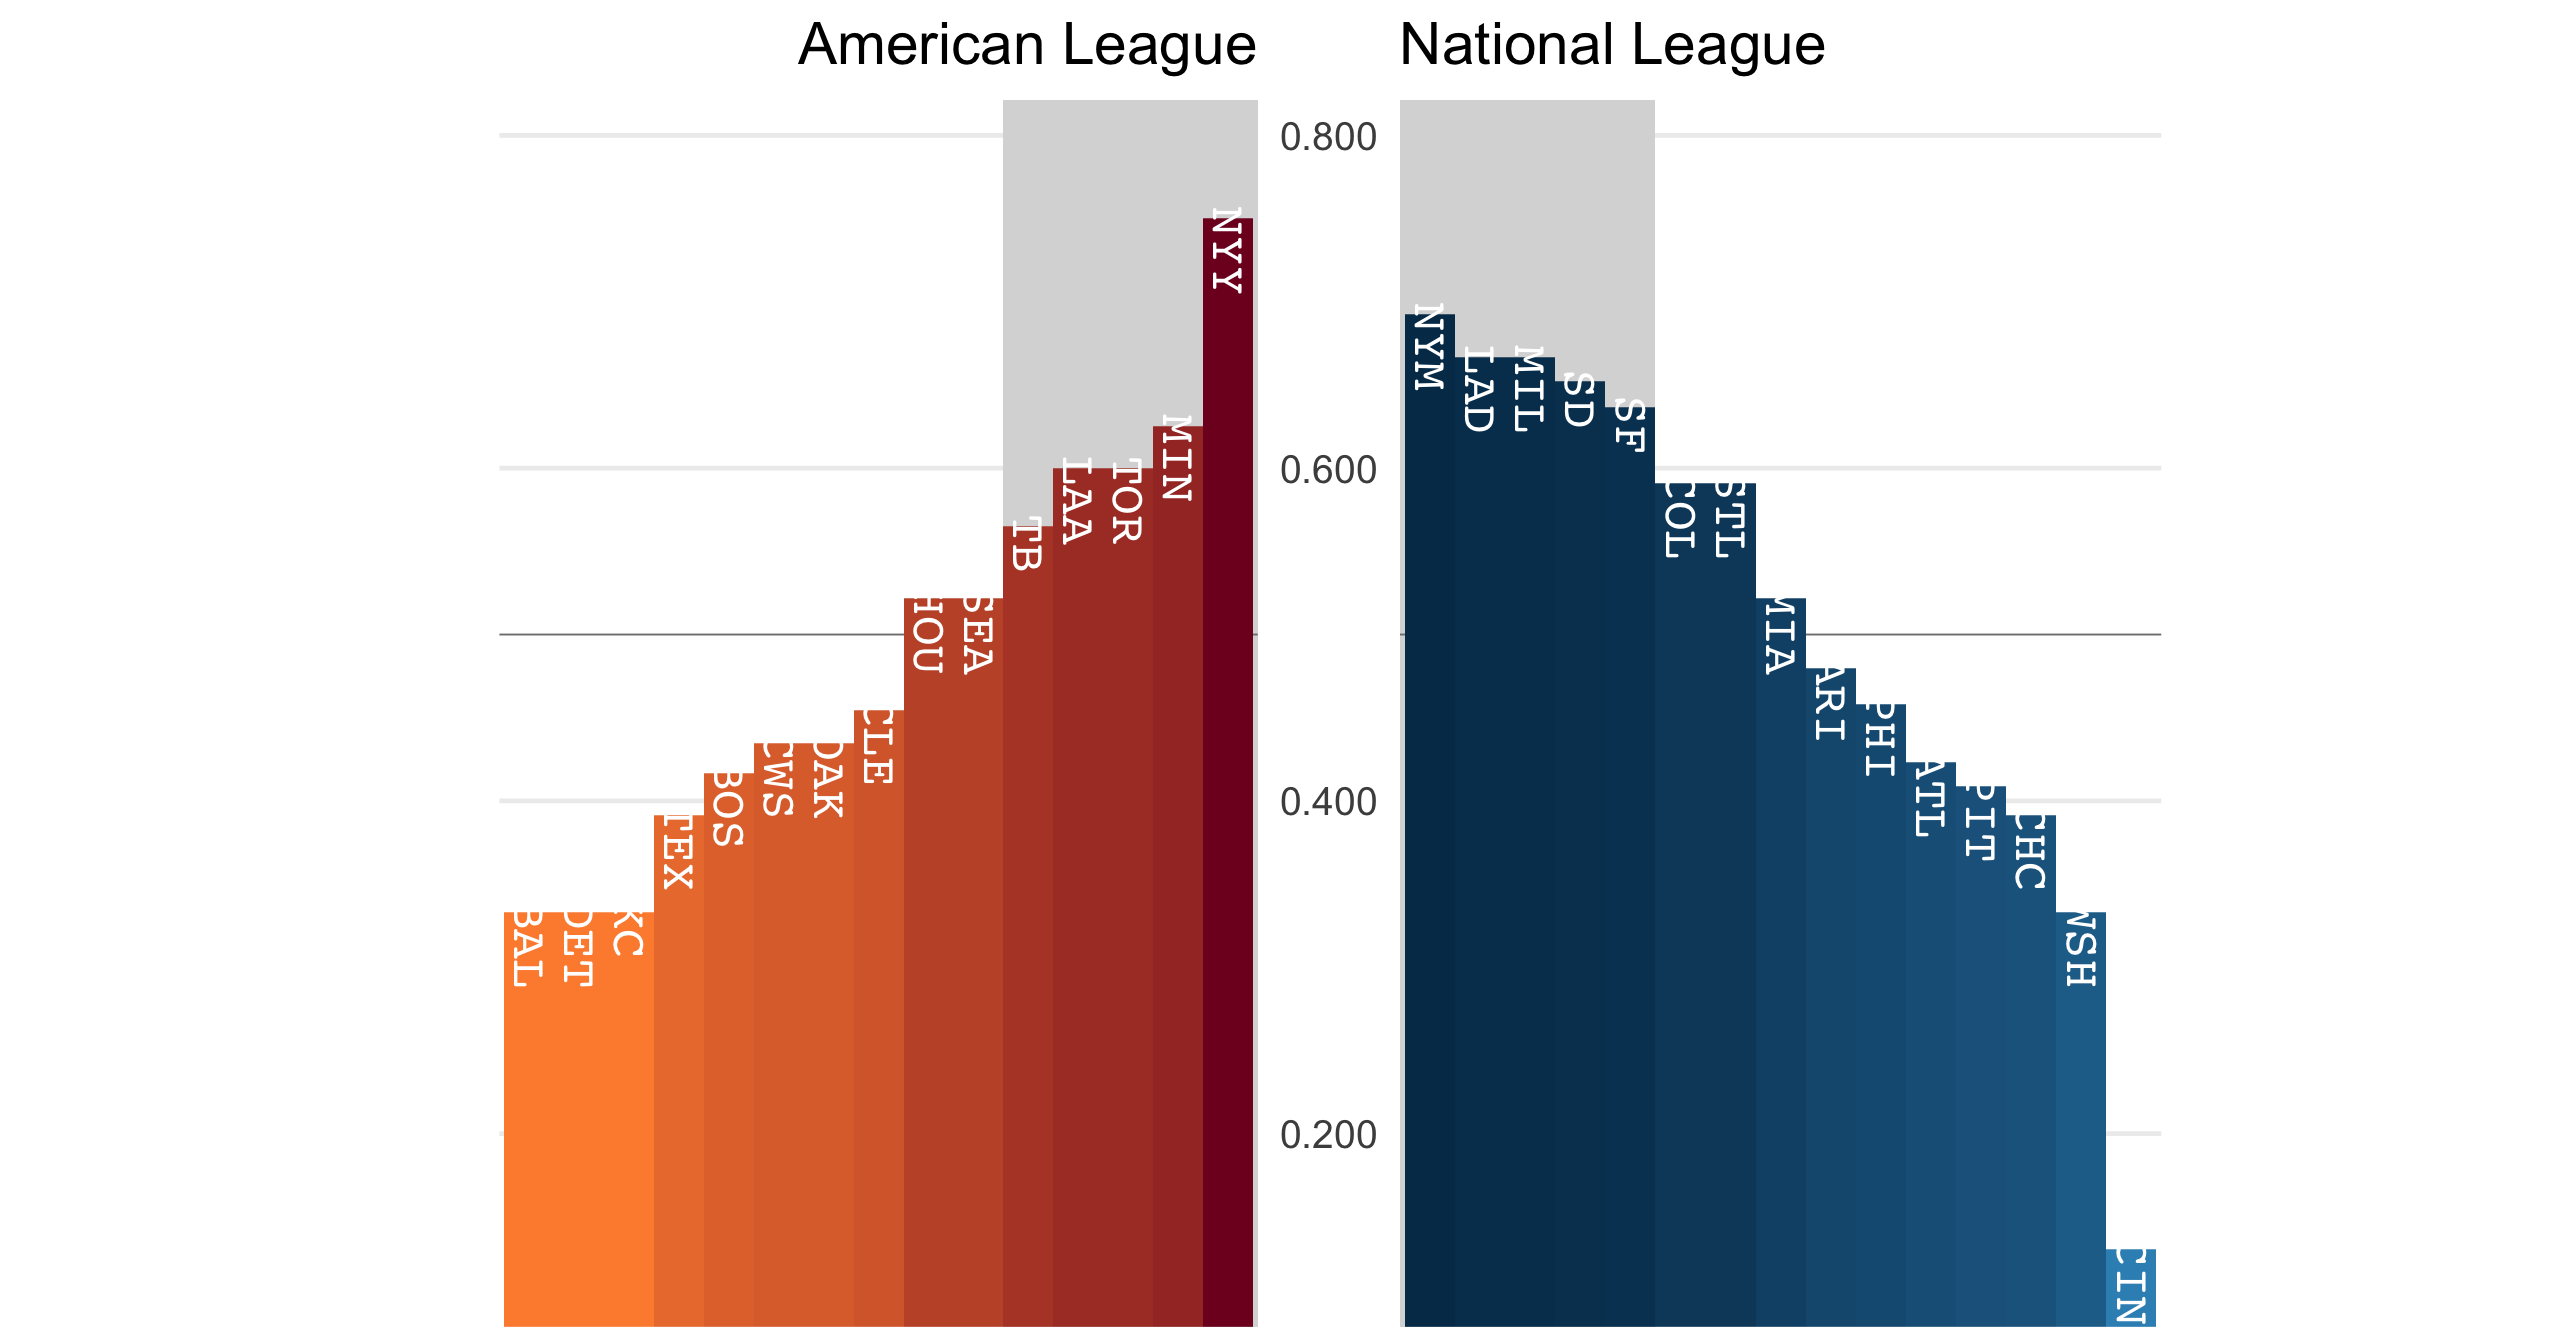 American League
National League
0.800
0.600
0.400
0.200
BAL
DET
KC
TEX
BOS
CWS
OAK
CLE
HOU
SEA
TB
LAA
TOR
MIN
NYY
NYM
LAD
MIL
SD
SF
COL
STL
MIA
ARI
PHI
ATL
PIT
CHC
WSH
CIN